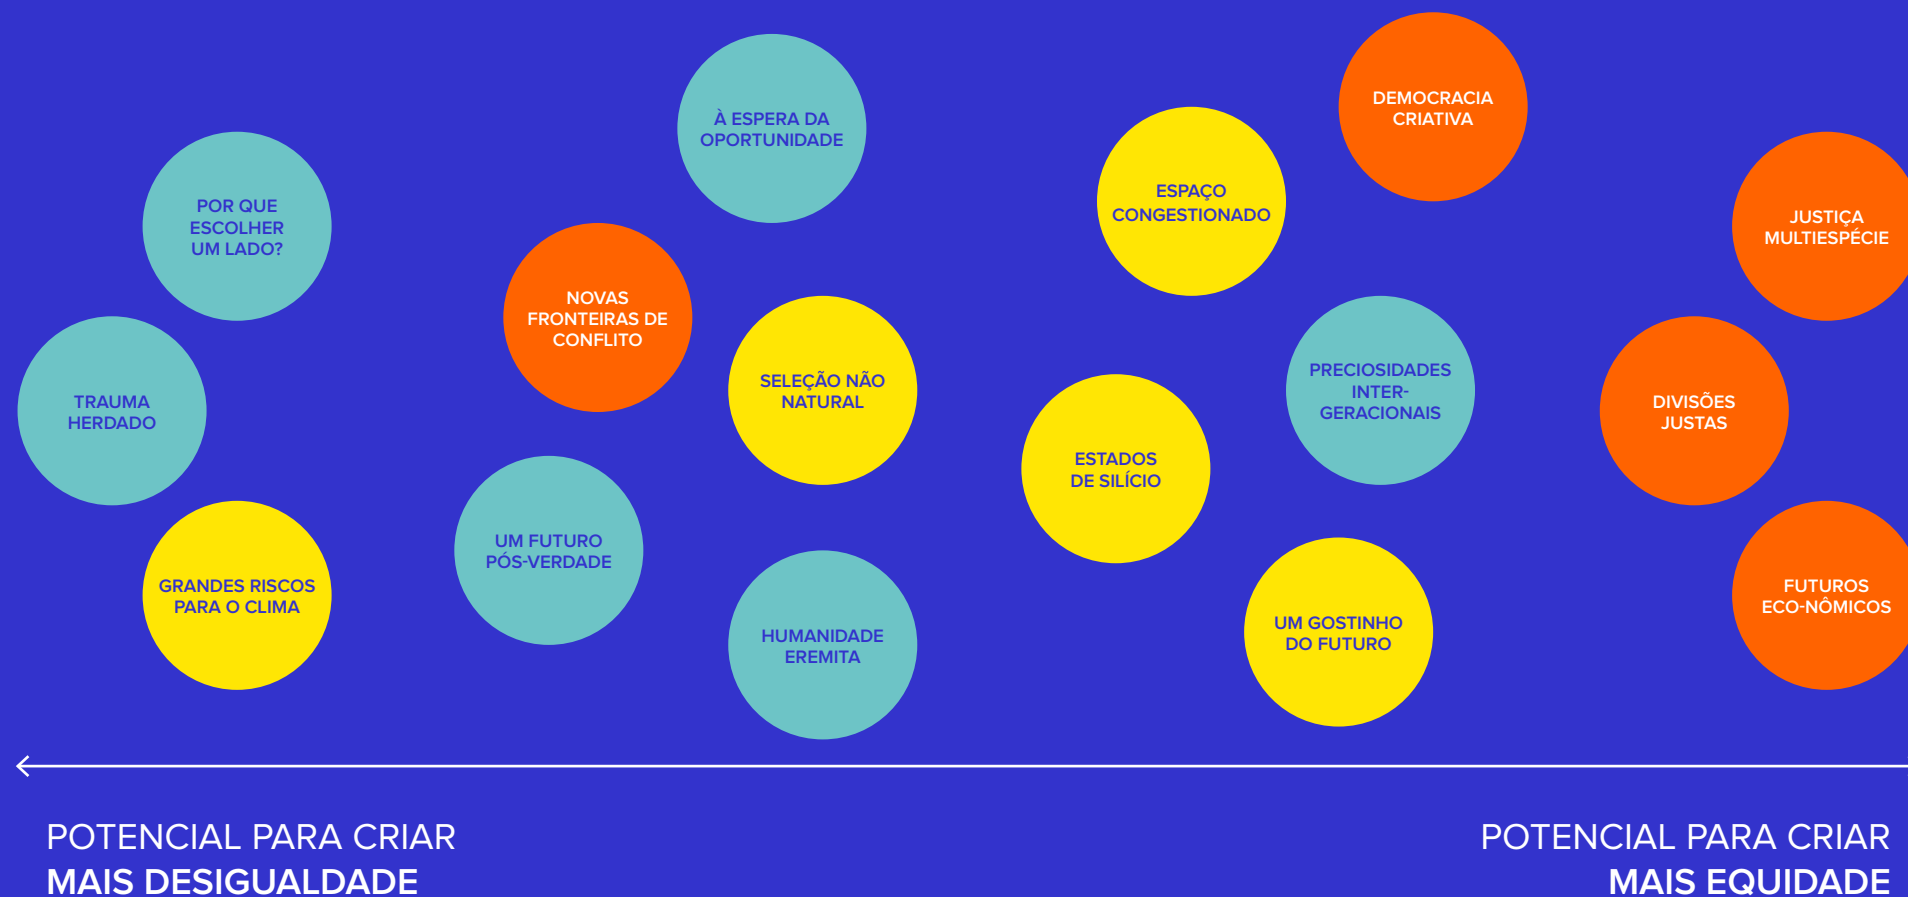 DEMOCRACIA
CRIATIVA
À ESPERA DA
OPORTUNIDADE
ESPAÇO
CONGESTIONADO
POR QUE
ESCOLHER
UM LADO?
JUSTIÇA
MULTIESPÉCIE
NOVAS
FRONTEIRAS DE
CONFLITO
SELEÇÃO NÃO
NATURAL
PRECIOSIDADES
INTER-
GERACIONAIS
TRAUMA
HERDADO
DIVISÕES
JUSTAS
ESTADOS
DE SILÍCIO
UM FUTURO
PÓS-VERDADE
GRANDES RISCOS
PARA O CLIMA
FUTUROS
ECO-NÔMICOS
UM GOSTINHO
DO FUTURO
HUMANIDADE
EREMITA
POTENCIAL PARA CRIAR
MAIS DESIGUALDADE
POTENCIAL PARA CRIAR
MAIS EQUIDADE